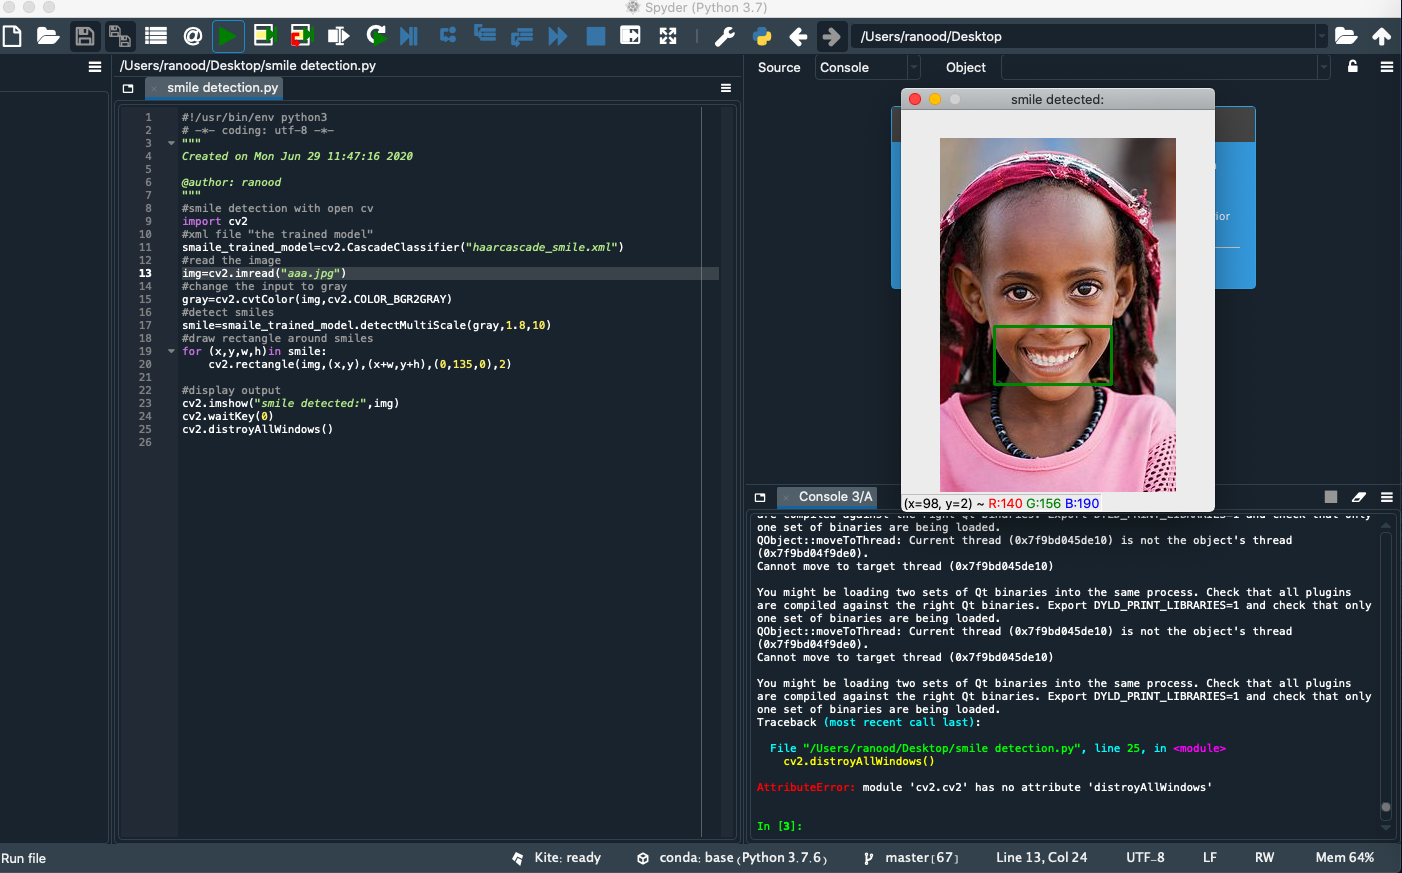 Spyder (Python 3.7)
/Users/ranood/Desktop
/Users/ranood/Desktop/smile detection.py
smile detection.py
1 #!/usr/bin/env python3
2 # -*- coding: utf-8 -*-
3 """
4 Created on Mon Jun 29 11:47:16 2020
5
6 @author: ranood
7 """
8 #smile detection with open cv
9 import cv2
10 #xml file "the trained model"
11 smaile_trained_model=cv2.CascadeClassifier("haarcascade_smile.xml")
12 #read the image
13 img=cv2.imread("aaa.jpg")
14 #change the input to gray
15 gray=cv2.cvtColor(img,cv2.COLOR_BGR2GRAY)
16 #detect smiles
17 smile=smaile_trained_model.detectMultiScale(gray,1.8,10)
18 #draw rectangle around smiles
19 for (x,y,w,h)in smile:
20 cv2.rectangle(img,(x,y),(x+w,y+h),(0,135,0),2)
21
22 #display output
23 cv2.imshow("smile detected:",img)
24 cv2.waitKey(0)
25 cv2.distroyAllWindows()
26
Source Console Object
smile detected:
(x=98, y=2) ~ R:140 G:156 B:190
Console 3/A
are compiled against the right Qt binaries. Export DYLD_PRINT_LIBRARIES=1 and check that only
one set of binaries are being loaded.
QObject::moveToThread: Current thread (0x7f9bd045de10) is not the object's thread
(0x7f9bd04f9de0).
Cannot move to target thread (0x7f9bd045de10)
You might be loading two sets of Qt binaries into the same process. Check that all plugins
are compiled against the right Qt binaries. Export DYLD_PRINT_LIBRARIES=1 and check that only
one set of binaries are being loaded.
QObject::moveToThread: Current thread (0x7f9bd045de10) is not the object's thread
(0x7f9bd04f9de0).
Cannot move to target thread (0x7f9bd045de10)
You might be loading two sets of Qt binaries into the same process. Check that all plugins
are compiled against the right Qt binaries. Export DYLD_PRINT_LIBRARIES=1 and check that only
one set of binaries are being loaded.
Traceback (most recent call last):
File "/Users/ranood/Desktop/smile detection.py", line 25, in <module>
cv2.distroyAllWindows()
AttributeError: module 'cv2.cv2' has no attribute 'distroyAllWindows'
In [3]:
Run file Kite: ready conda: base (Python 3.7.6) master [67] Line 13, Col 24 UTF-8 LF RW Mem 64%